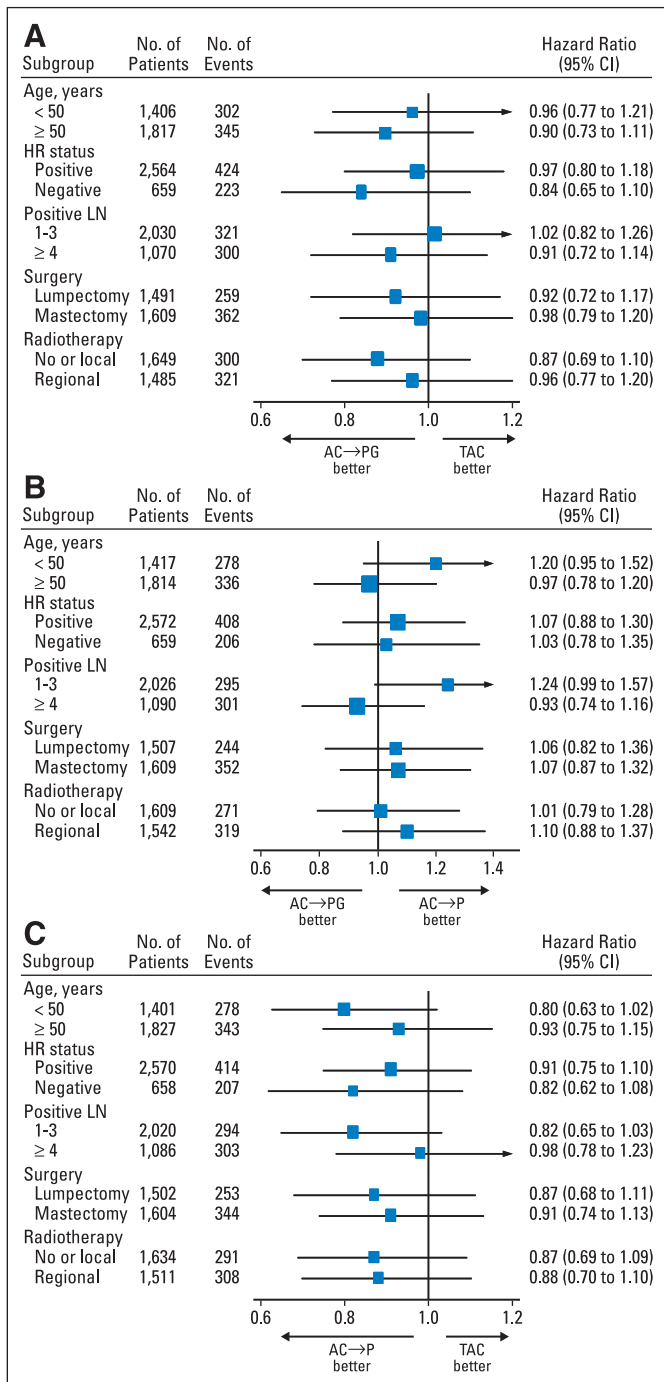 A
Subgroup No. of Patients No. of Events Hazard Ratio (95% CI)
Age, years
< 50 1,406 302 0.96 (0.77 to 1.21)
≥ 50 1,817 345 0.90 (0.73 to 1.11)
HR status
Positive 2,564 424 0.97 (0.80 to 1.18)
Negative 659 223 0.84 (0.65 to 1.10)
Positive LN
1-3 2,030 321 1.02 (0.82 to 1.26)
≥ 4 1,070 300 0.91 (0.72 to 1.14)
Surgery
Lumpectomy 1,491 259 0.92 (0.72 to 1.17)
Mastectomy 1,609 362 0.98 (0.79 to 1.20)
Radiotherapy
No or local 1,649 300 0.87 (0.69 to 1.10)
Regional 1,485 321 0.96 (0.77 to 1.20)
0.6 0.8 1.0 1.2
AC→PG better TAC better
B
Subgroup No. of Patients No. of Events Hazard Ratio (95% CI)
Age, years
< 50 1,417 278 1.20 (0.95 to 1.52)
≥ 50 1,814 336 0.97 (0.78 to 1.20)
HR status
Positive 2,572 408 1.07 (0.88 to 1.30)
Negative 659 206 1.03 (0.78 to 1.35)
Positive LN
1-3 2,026 295 1.24 (0.99 to 1.57)
≥ 4 1,090 301 0.93 (0.74 to 1.16)
Surgery
Lumpectomy 1,507 244 1.06 (0.82 to 1.36)
Mastectomy 1,609 352 1.07 (0.87 to 1.32)
Radiotherapy
No or local 1,609 271 1.01 (0.79 to 1.28)
Regional 1,542 319 1.10 (0.88 to 1.37)
0.6 0.8 1.0 1.2 1.4
AC→PG better AC→P better
C
Subgroup No. of Patients No. of Events Hazard Ratio (95% CI)
Age, years
< 50 1,401 278 0.80 (0.63 to 1.02)
≥ 50 1,827 343 0.93 (0.75 to 1.15)
HR status
Positive 2,570 414 0.91 (0.75 to 1.10)
Negative 658 207 0.82 (0.62 to 1.08)
Positive LN
1-3 2,020 294 0.82 (0.65 to 1.03)
≥ 4 1,086 303 0.98 (0.78 to 1.23)
Surgery
Lumpectomy 1,502 253 0.87 (0.68 to 1.11)
Mastectomy 1,604 344 0.91 (0.74 to 1.13)
Radiotherapy
No or local 1,634 291 0.87 (0.69 to 1.09)
Regional 1,511 308 0.88 (0.70 to 1.10)
0.6 0.8 1.0 1.2
AC→P better TAC better